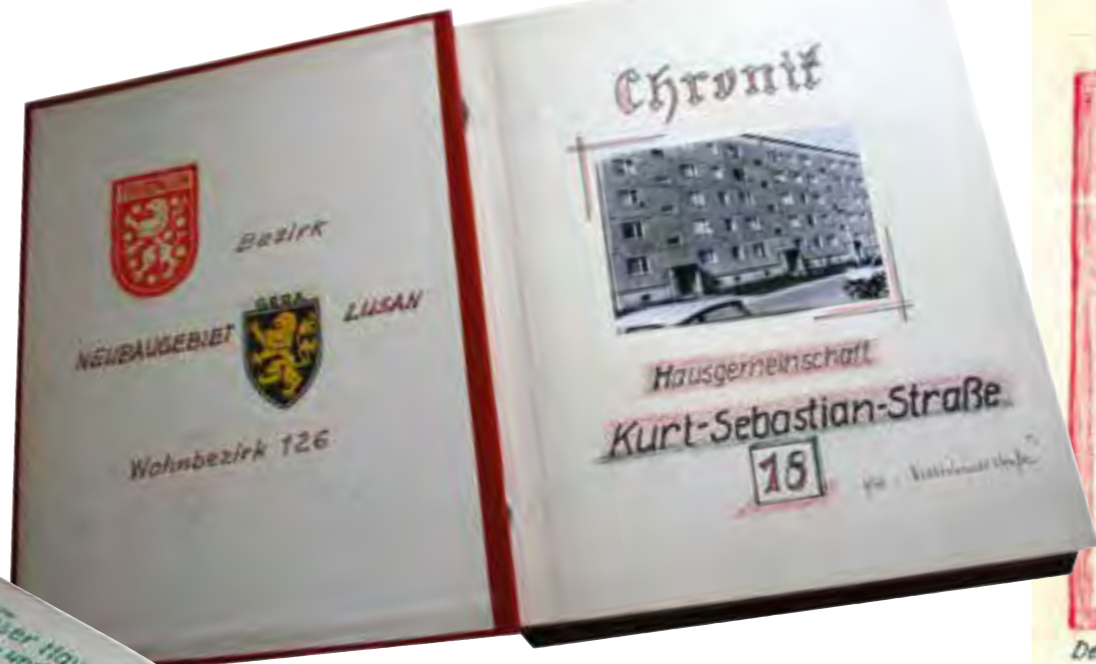 Bezirk
GERA
NEUBAUGEBIET LUSAN
Wohnbezirk 126
Chronik
Hausgemeinschaft
Kurt-Sebastian-Straße
18